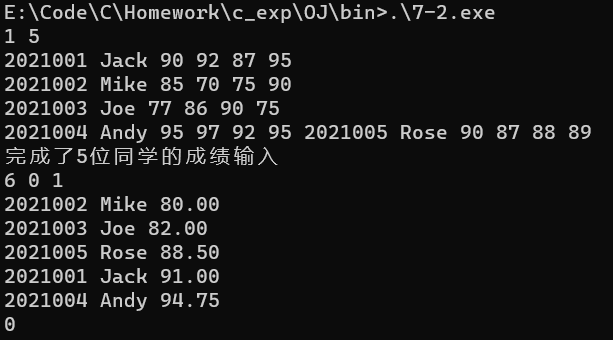 E:\Code\C\Homework\c_exp\OJ\bin>.\7-2.exe
1 5
2021001 Jack 90 92 87 95
2021002 Mike 85 70 75 90
2021003 Joe 77 86 90 75
2021004 Andy 95 97 92 95 2021005 Rose 90 87 88 89
完成了5位同学的成绩输入
6 0 1
2021002 Mike 80.00
2021003 Joe 82.00
2021005 Rose 88.50
2021001 Jack 91.00
2021004 Andy 94.75
0